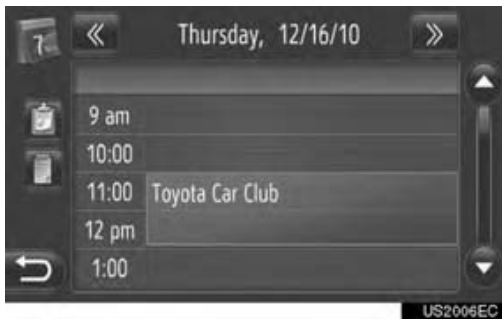 7
Thursday, 12/16/10
9 am
10:00
11:00 Toyota Car Club
12 pm
1:00
US2006EC